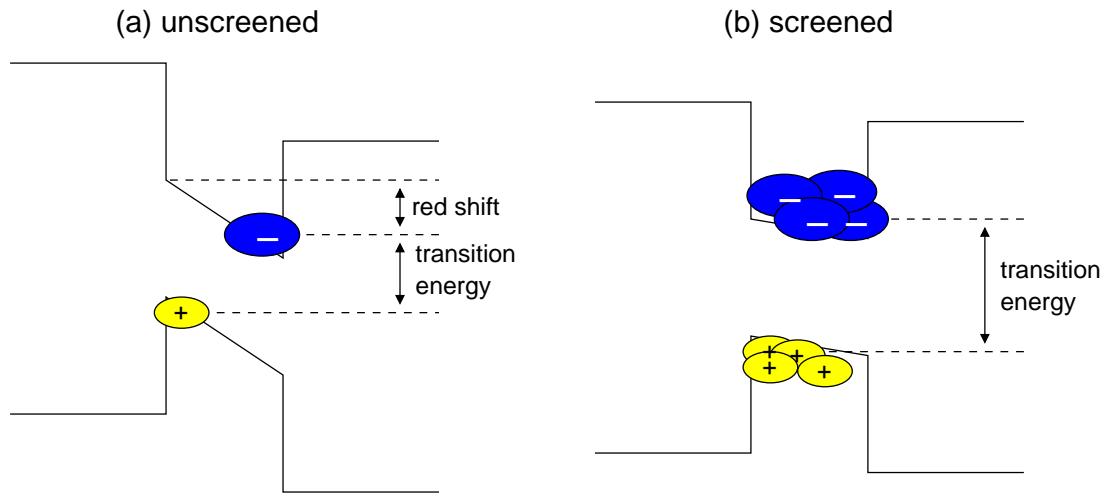 (a) unscreened
(b) screened
red shift
transition
energy
transition
energy
−
+
−
−
−
−
+
+
+
+